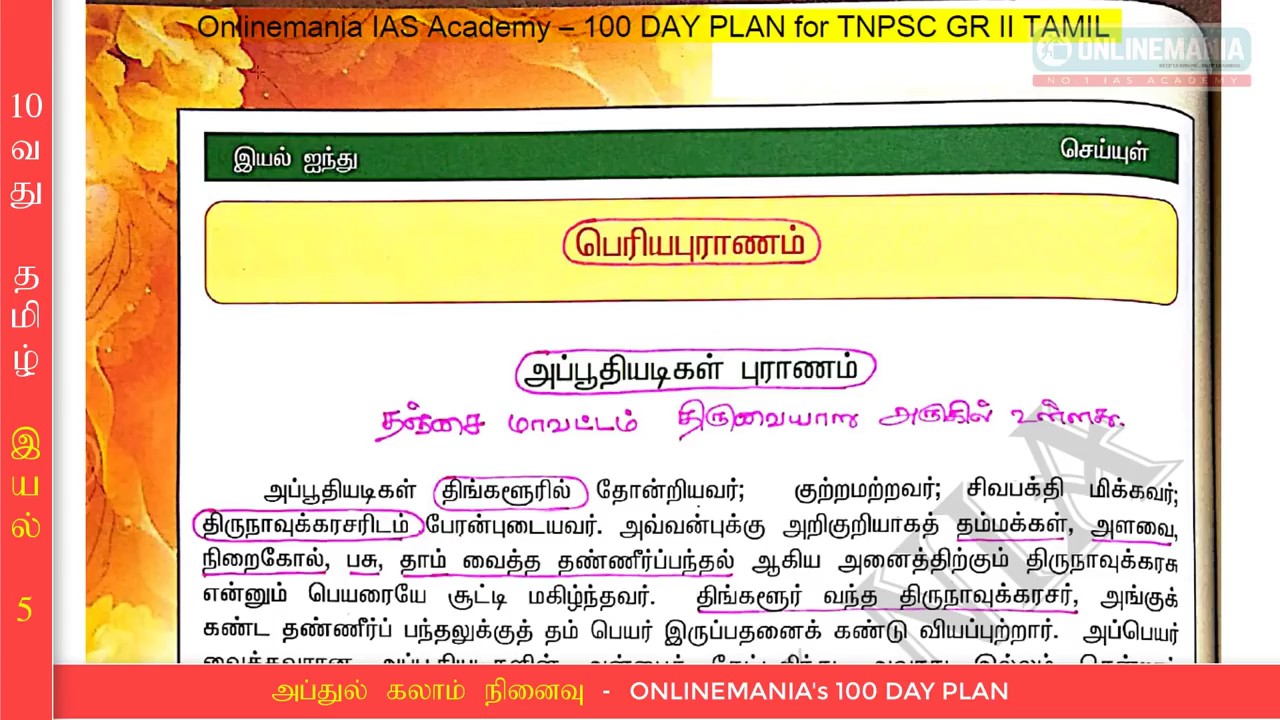 Onlinemania IAS Academy – 100 DAY PLAN for TNPSC GR II TAMIL
ONLINEMANIA
NO 1 IAS ACADEMY
10 வது தமிழ் இயல் 5
இயல் ஐந்து
செய்யுள்
பெரியபுராணம்
அப்பூதியடிகள் புராணம்
தஞ்சை மாவட்டம் திருவையாறு அருகில் உள்ளது.
அப்பூதியடிகள் திங்களூரில் தோன்றியவர்; குற்றமற்றவர்; சிவபக்தி மிக்கவர்;
திருநாவுக்கரசரிடம் பேரன்புடையவர். அவ்வன்புக்கு அறிகுறியாகத் தம்மக்கள், அளவை,
நிறைகோல், பசு, தாம் வைத்த தண்ணீர்ப்பந்தல் ஆகிய அனைத்திற்கும் திருநாவுக்கரசு
என்னும் பெயரையே சூட்டி மகிழ்ந்தவர். திங்களூர் வந்த திருநாவுக்கரசர், அங்குக்
கண்ட தண்ணீர்ப் பந்தலுக்குத் தம் பெயர் இருப்பதனைக் கண்டு வியப்புற்றார். அப்பெயர்
அப்துல் கலாம் நினைவு - ONLINEMANIA's 100 DAY PLAN